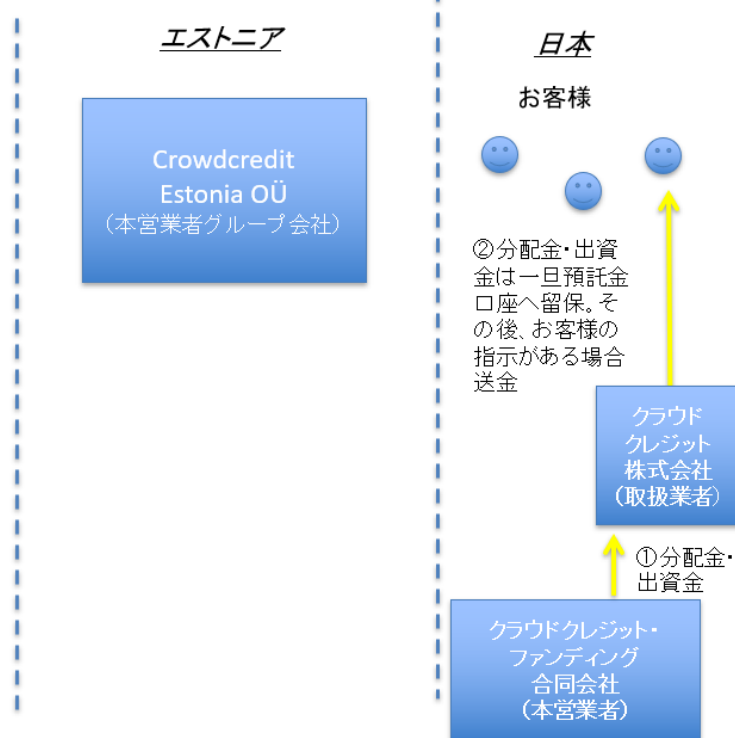 エストニア
日本
お客様
Crowdcredit
Estonia OÜ
（本営業者グループ会社）
②分配金・出資
金は一旦預託金
口座へ留保。そ
の後、お客様の
指示がある場合
送金
クラウド
クレジット
株式会社
（取扱業者）
①分配金・
出資金
クラウドクレジット・
ファンディング
合同会社
（本営業者）